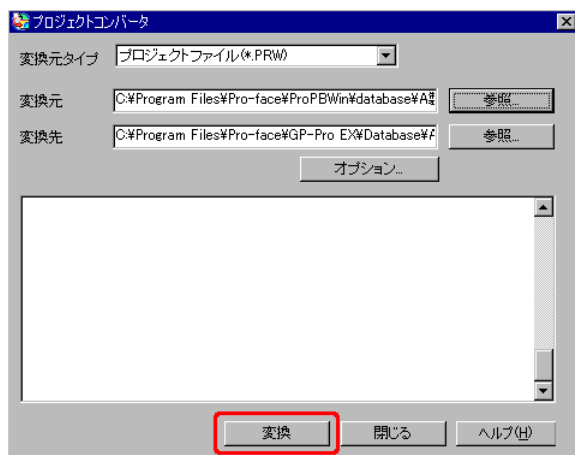 プロジェクトコンバータ
変換元タイプ プロジェクトファイル(*.PRW)
変換元 C:¥Program Files¥Pro-face¥ProPBWin¥database¥A 参照...
変換先 C:¥Program Files¥Pro-face¥GP-Pro EX¥Database¥ 参照...
オプション...
変換 閉じる ヘルプ(H)